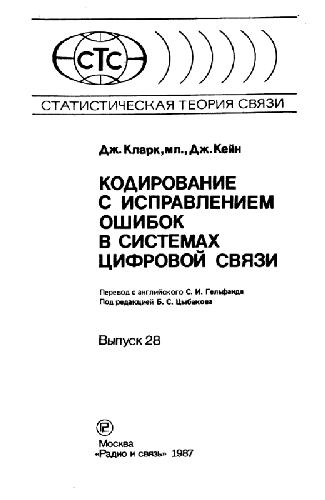 СТС
СТАТИСТИЧЕСКАЯ ТЕОРИЯ СВЯЗИ
Дж. Кларк, мл., Дж. Кейн
КОДИРОВАНИЕ
С ИСПРАВЛЕНИЕМ
ОШИБОК
В СИСТЕМАХ
ЦИФРОВОЙ СВЯЗИ
Перевод с английского С. И. Гельфанда
Под редакцией Б. С. Цыбакова
Выпуск 28
Москва
«Радио и связь» 1987